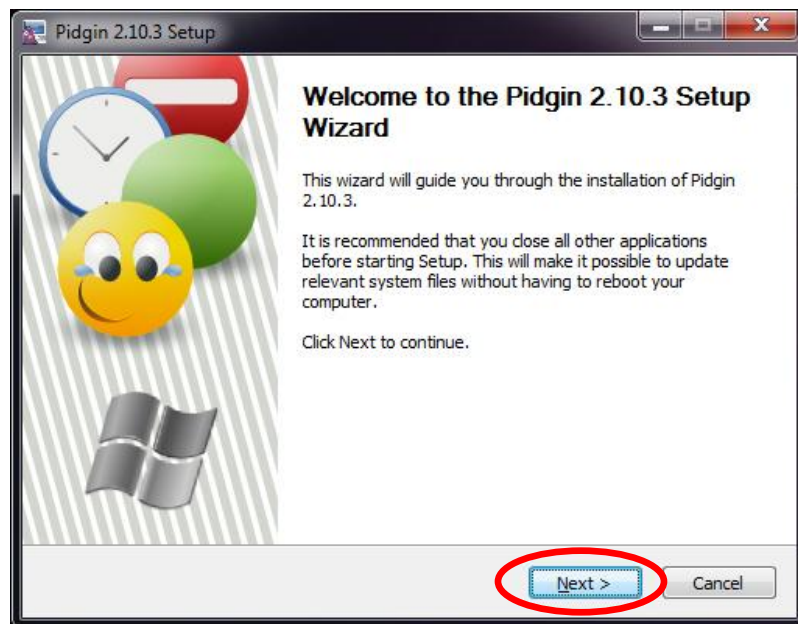 Pidgin 2.10.3 Setup
Welcome to the Pidgin 2.10.3 Setup
Wizard
This wizard will guide you through the installation of Pidgin
2.10.3.
It is recommended that you close all other applications
before starting Setup. This will make it possible to update
relevant system files without having to reboot your
computer.
Click Next to continue.
Next > Cancel